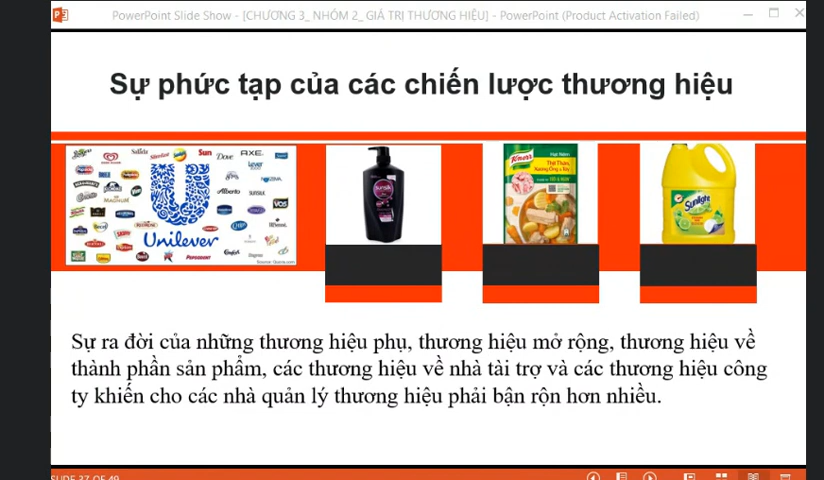 PowerPoint Slide Show - [CHƯƠNG 3_ NHÓM 2_ GIÁ TRỊ THƯƠNG HIỆU] - PowerPoint (Product Activation Failed)
Sự phức tạp của các chiến lược thương hiệu
Sun
Dove
AXE
Unilever
Knorr
Sunlight
Sự ra đời của những thương hiệu phụ, thương hiệu mở rộng, thương hiệu về
thành phần sản phẩm, các thương hiệu về nhà tài trợ và các thương hiệu công
ty khiến cho các nhà quản lý thương hiệu phải bận rộn hơn nhiều.
SLIDE 37 OF 49